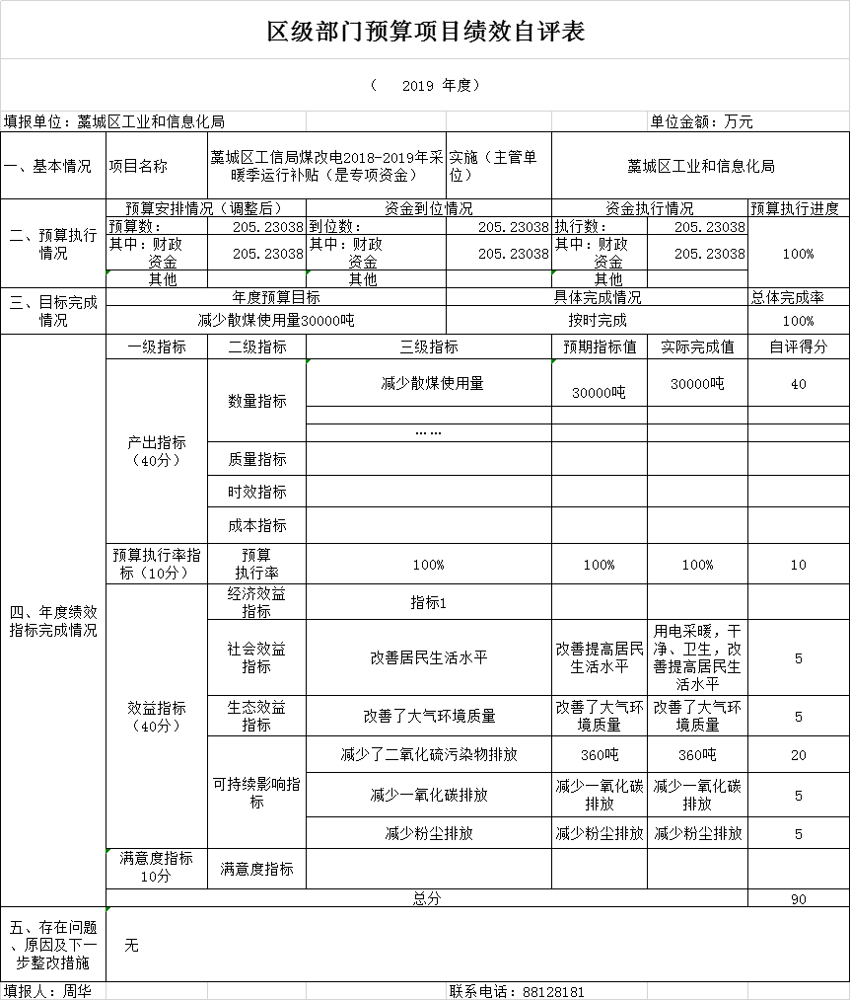 区级部门预算项目绩效自评表
（ 2019 年度）
填报单位：藁城区工业和信息化局 单位金额：万元
一、基本情况 项目名称 藁城区工信局煤改电2018-2019年采暖季运行补贴（是专项资金） 实施（主管单位） 藁城区工业和信息化局
二、预算执行情况 预算安排情况（调整后） 资金到位情况 资金执行情况 预算执行进度
预算数： 205.23038 到位数： 205.23038 执行数： 205.23038 100%
其中：财政资金 205.23038 其中：财政资金 205.23038 其中：财政资金 205.23038
其他 其他 其他
三、目标完成情况 年度预算目标 具体完成情况 总体完成率
减少散煤使用量30000吨 按时完成 100%
四、年度绩效指标完成情况 一级指标 二级指标 三级指标 预期指标值 实际完成值 自评得分
产出指标（40分） 数量指标 减少散煤使用量 30000吨 30000吨 40
……
质量指标
时效指标
成本指标
预算执行率指标（10分） 预算执行率 100% 100% 100% 10
效益指标（40分） 经济效益指标 指标1
社会效益指标 改善居民生活水平 改善提高居民生活水平 用电采暖，干净、卫生，改善提高居民生活水平 5
生态效益指标 改善了大气环境质量 改善了大气环境质量 改善了大气环境质量 5
可持续影响指标 减少了二氧化硫污染物排放 360吨 360吨 20
减少一氧化碳排放 减少一氧化碳排放 减少一氧化碳排放 5
减少粉尘排放 减少粉尘排放 减少粉尘排放 5
满意度指标10分 满意度指标
总分 90
五、存在问题、原因及下一步整改措施 无
填报人：周华 联系电话：88128181